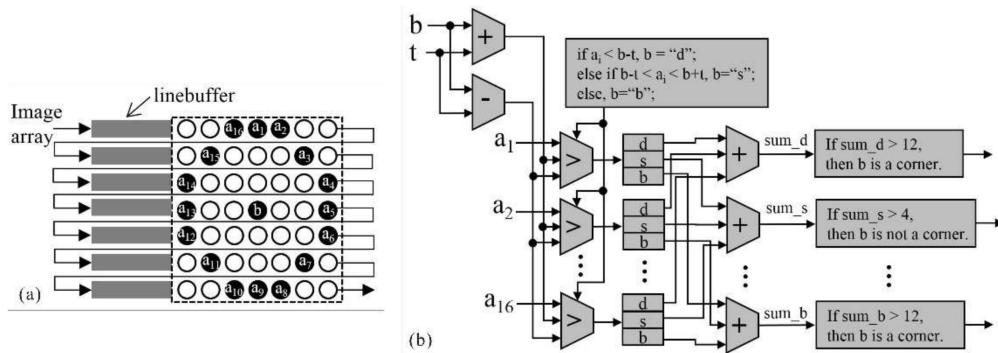 linebuffer
Image
array
a16 a1 a2
a15 a3
a14 a4
a13 b a5
a12 a6
a11 a7
a10 a9 a8
(a)
b
t
+
-
if ai < b-t, b = “d”;
else if b-t < ai < b+t, b=“s”;
else, b=“b”;
a1
>
d
s
b
+
sum_d
If sum_d > 12,
then b is a corner.
a2
>
d
s
b
+
sum_s
If sum_s > 4,
then b is not a corner.
a16
>
d
s
b
+
sum_b
If sum_b > 12,
then b is a corner.
(b)